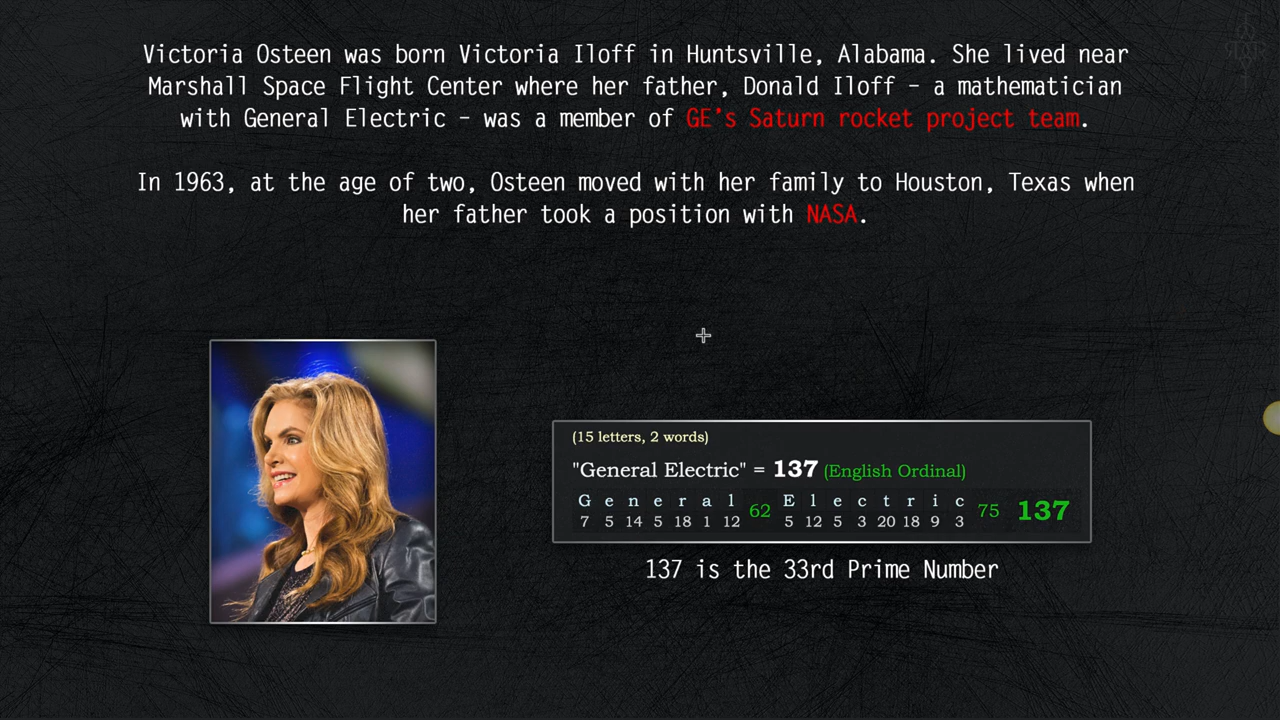 Victoria Osteen was born Victoria Iloff in Huntsville, Alabama. She lived near
Marshall Space Flight Center where her father, Donald Iloff - a mathematician
with General Electric - was a member of GE's Saturn rocket project team.
In 1963, at the age of two, Osteen moved with her family to Houston, Texas when
her father took a position with NASA.
(15 letters, 2 words)
"General Electric" = 137 (English Ordinal)
G e n e r a l 62 E l e c t r i c 75 137
7 5 14 5 18 1 12 5 12 5 3 20 18 9 3
137 is the 33rd Prime Number